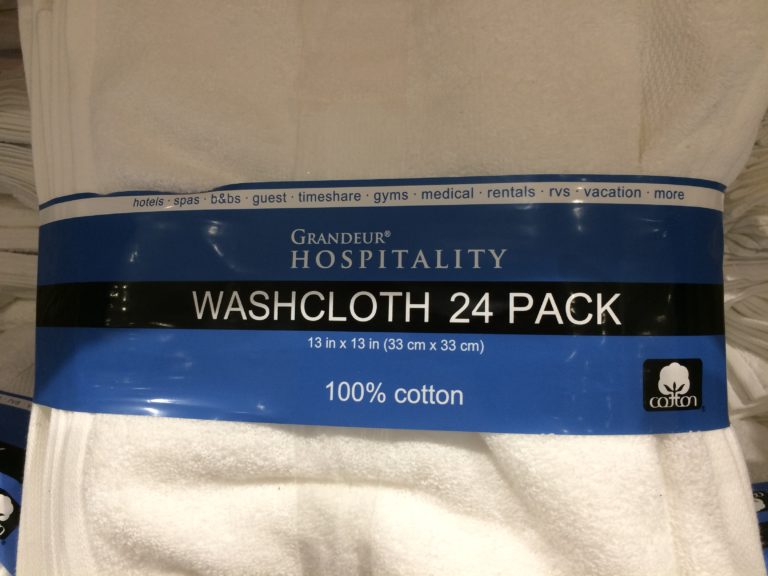 hotels · spas · b&bs · guest · timeshare · gyms · medical · rentals · rvs · vacation · more
GRANDEUR®
HOSPITALITY
WASHCLOTH 24 PACK
13 in x 13 in (33 cm x 33 cm)
100% cotton
cotton